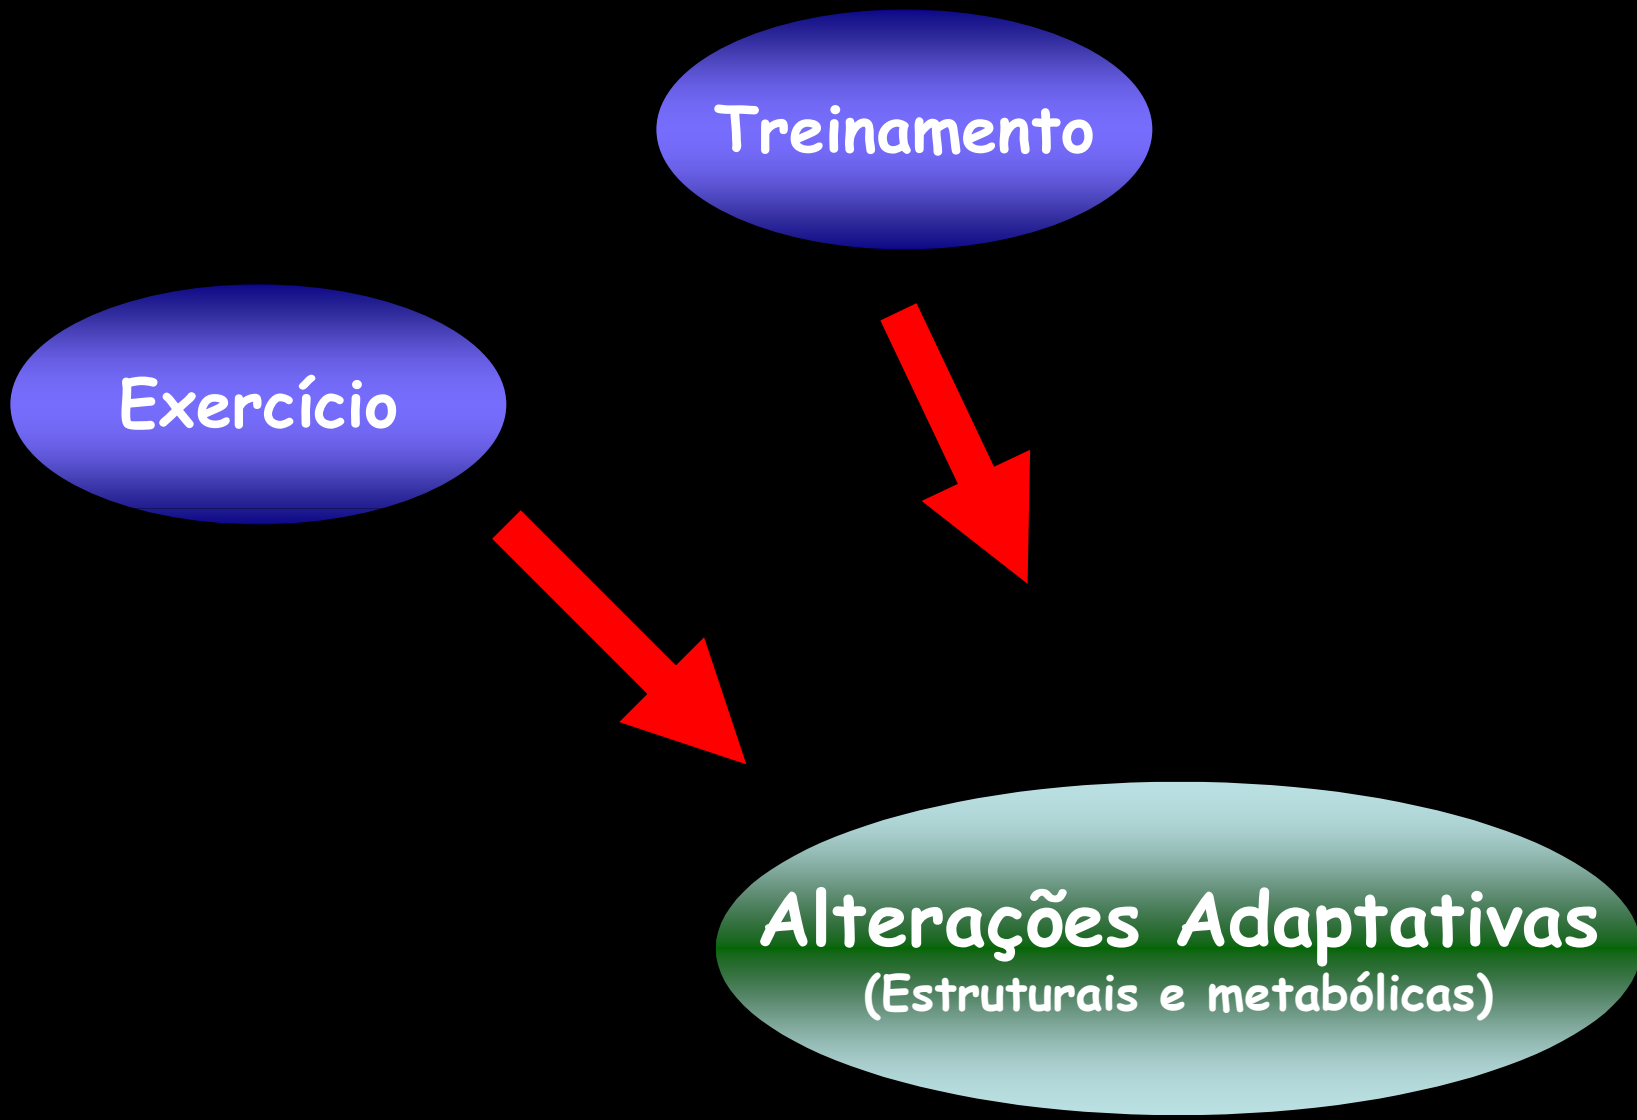 Treinamento
Exercício
Alterações Adaptativas
(Estruturais e metabólicas)